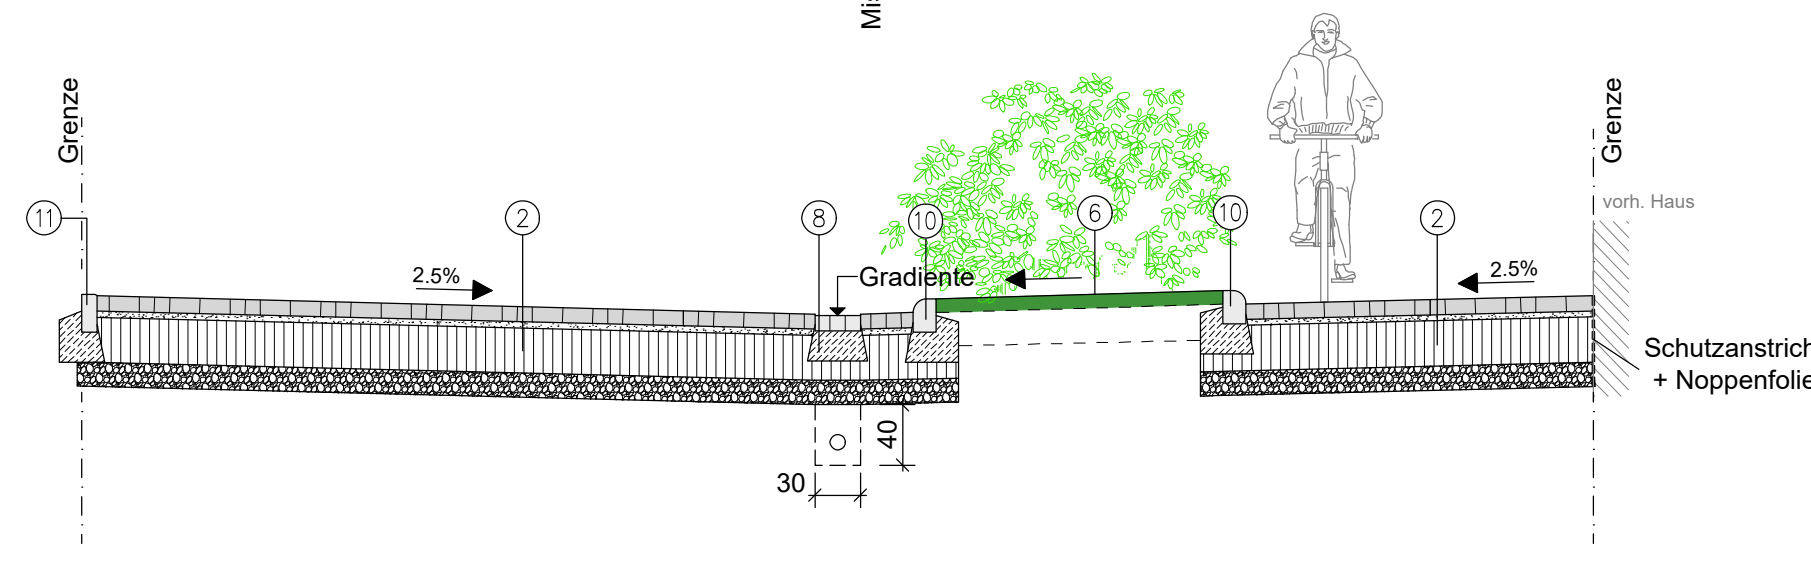 Mis
Grenze
Grenze
vorh. Haus
11
2
8
10
6
10
2
2.5%
Gradiente
2.5%
Schutzanstrich
+ Noppenfolie
40
30